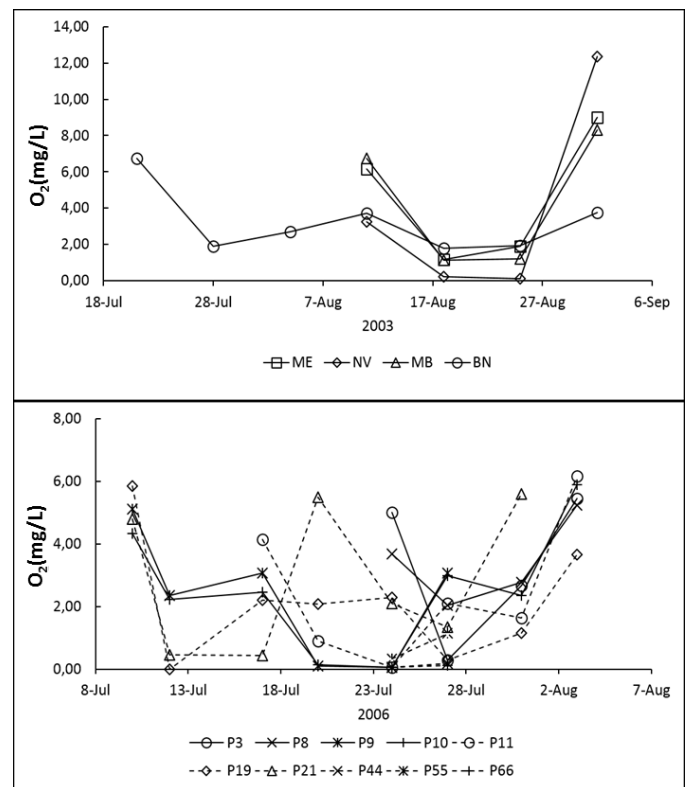 14,00
12,00
10,00
8,00
6,00
4,00
2,00
0,00
O₂(mg/L)
18-Jul 28-Jul 7-Aug 17-Aug 27-Aug 6-Sep
2003
ME NV MB BN
8,00
6,00
4,00
2,00
0,00
O₂(mg/L)
8-Jul 13-Jul 18-Jul 23-Jul 28-Jul 2-Aug 7-Aug
2006
P3 P8 P9 P10 P11
P19 P21 P44 P55 P66